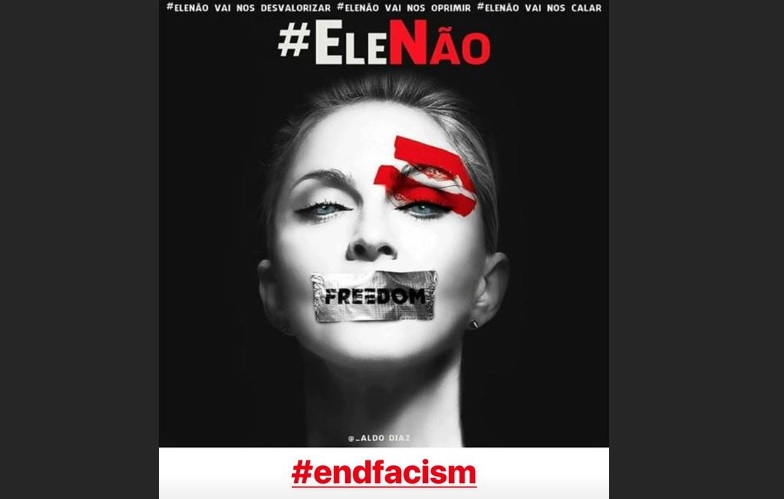 #ELENÃO VAI NOS DESVALORIZAR #ELENÃO VAI NOS OPRIMIR #ELENÃO VAI NOS CALAR
#ELENÃO
FREEDOM
@_ALDO DIAZ
#endfacism